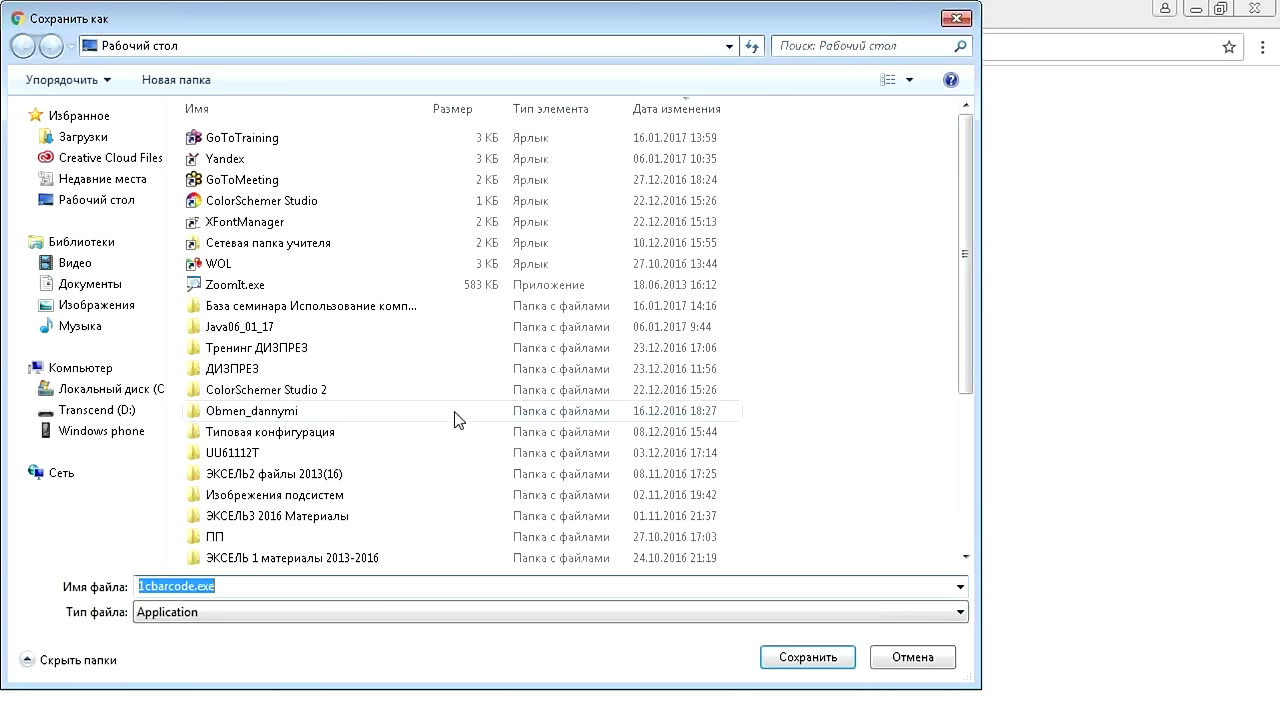 Сохранить как
Рабочий стол
Поиск: Рабочий стол
Упорядочить
Новая папка
Имя Размер Тип элемента Дата изменения
Избранное
Загрузки
Creative Cloud Files
Недавние места
Рабочий стол
Библиотеки
Видео
Документы
Изображения
Музыка
Компьютер
Локальный диск (C
Transcend (D:)
Windows phone
Сеть
GoToTraining 3 КБ Ярлык 16.01.2017 13:59
Yandex 3 КБ Ярлык 06.01.2017 10:35
GoToMeeting 2 КБ Ярлык 27.12.2016 18:24
ColorSchemer Studio 1 КБ Ярлык 22.12.2016 15:26
XFontManager 2 КБ Ярлык 22.12.2016 15:13
Сетевая папка учителя 2 КБ Ярлык 10.12.2016 15:55
WOL 3 КБ Ярлык 27.10.2016 13:44
ZoomIt.exe 583 КБ Приложение 18.06.2013 16:12
База семинара Использование комп... Папка с файлами 16.01.2017 14:16
Java06_01_17 Папка с файлами 06.01.2017 9:44
Тренинг ДИЗПРЕЗ Папка с файлами 23.12.2016 17:06
ДИЗПРЕЗ Папка с файлами 23.12.2016 11:56
ColorSchemer Studio 2 Папка с файлами 22.12.2016 15:26
Obmen_dannymi Папка с файлами 16.12.2016 18:27
Типовая конфигурация Папка с файлами 08.12.2016 15:44
UU61112T Папка с файлами 03.12.2016 17:14
ЭКСЕЛЬ2 файлы 2013(16) Папка с файлами 08.11.2016 17:25
Изобрежения подсистем Папка с файлами 02.11.2016 19:42
ЭКСЕЛЬ3 2016 Материалы Папка с файлами 01.11.2016 21:37
ПП Папка с файлами 27.10.2016 17:03
ЭКСЕЛЬ 1 материалы 2013-2016 Папка с файлами 24.10.2016 21:19
Имя файла: 1cbarcode.exe
Тип файла: Application
Скрыть папки
Сохранить
Отмена